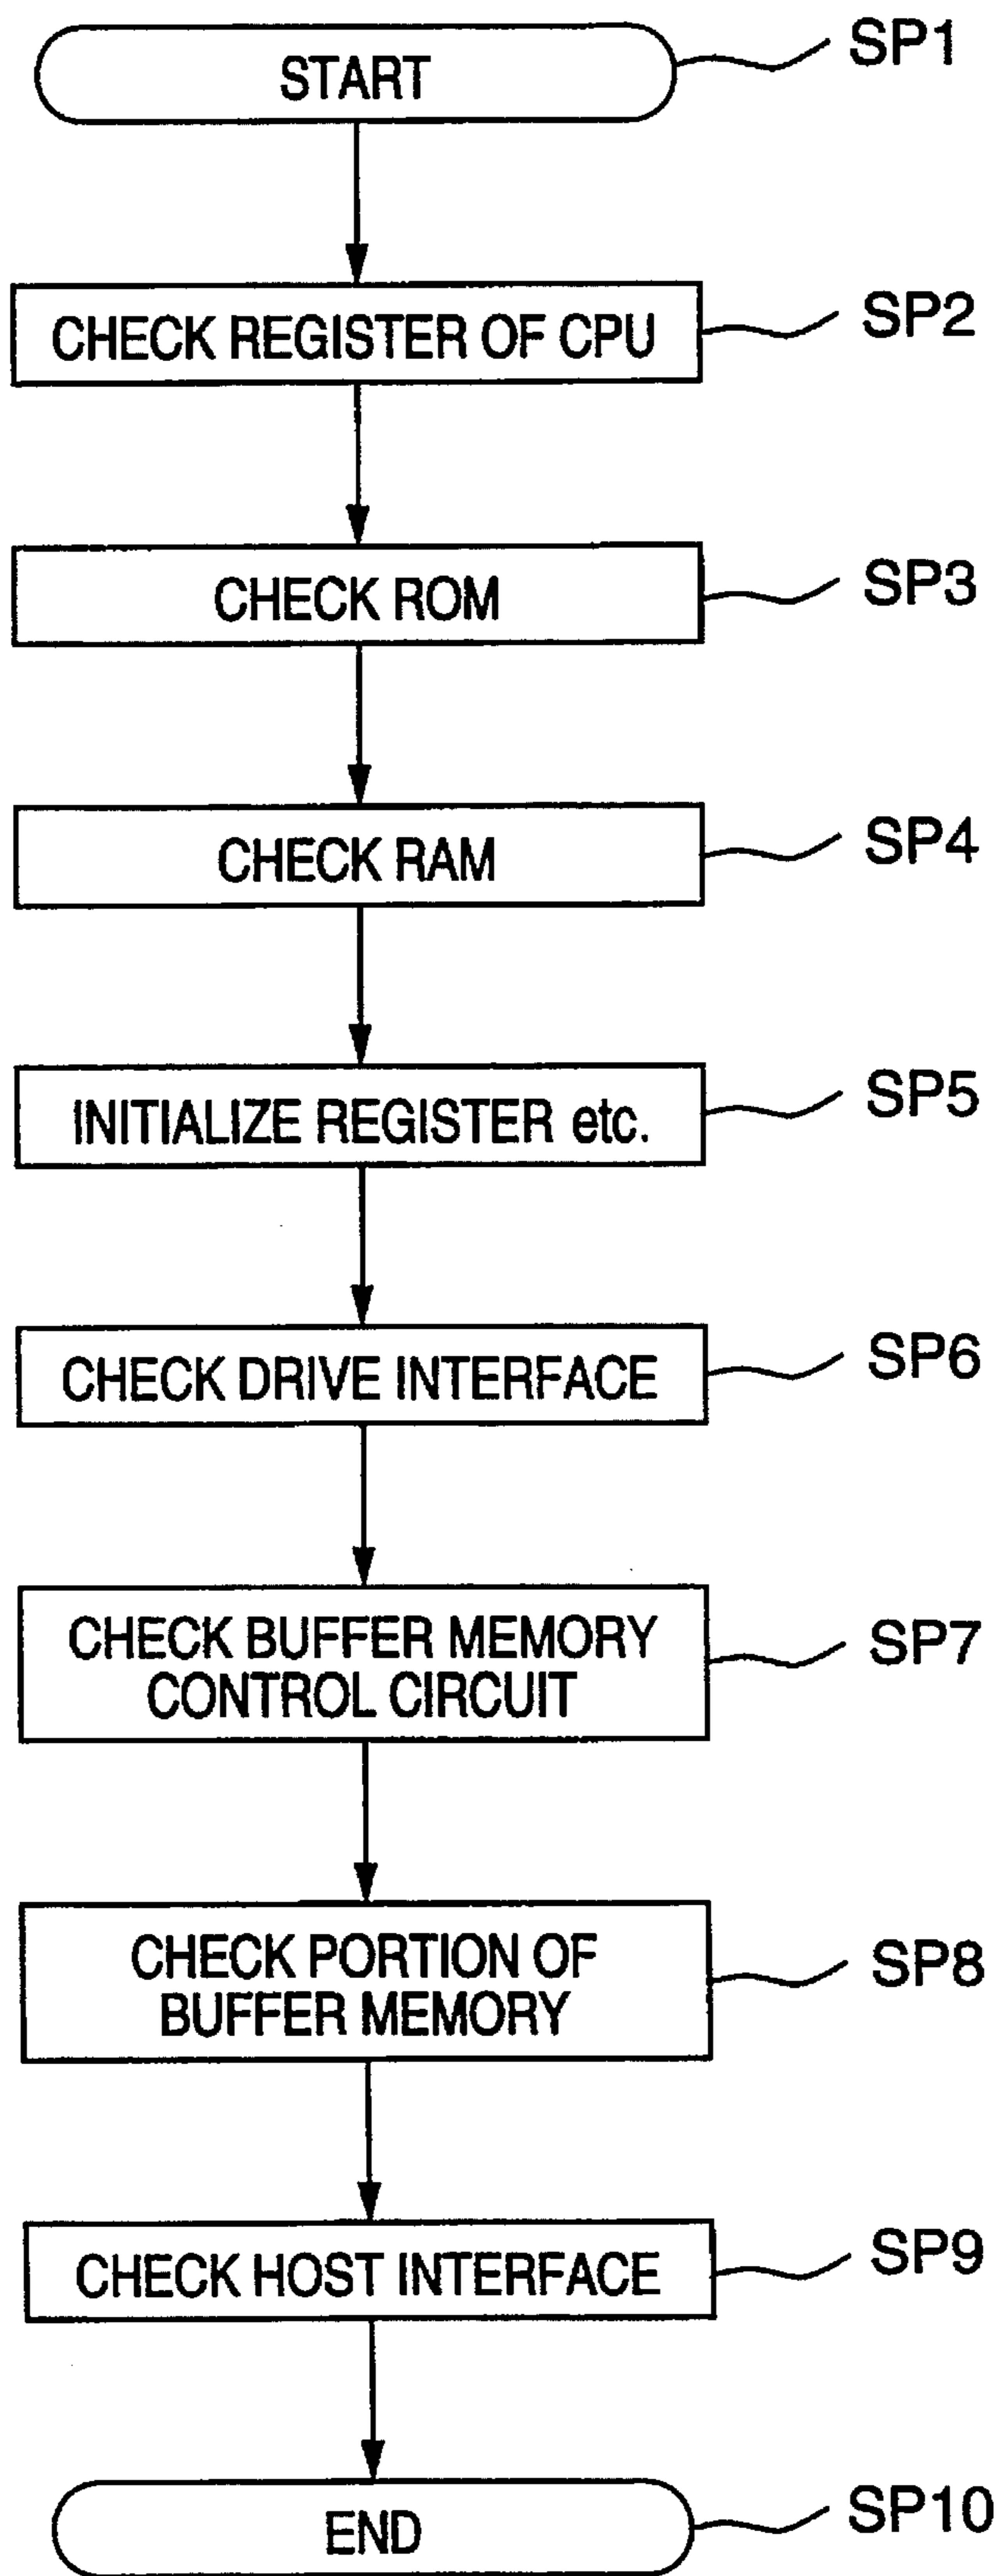 START
SP1
CHECK REGISTER OF CPU
SP2
CHECK ROM
SP3
CHECK RAM
SP4
INITIALIZE REGISTER etc.
SP5
CHECK DRIVE INTERFACE
SP6
CHECK BUFFER MEMORY
CONTROL CIRCUIT
SP7
CHECK PORTION OF
BUFFER MEMORY
SP8
CHECK HOST INTERFACE
SP9
END
SP10